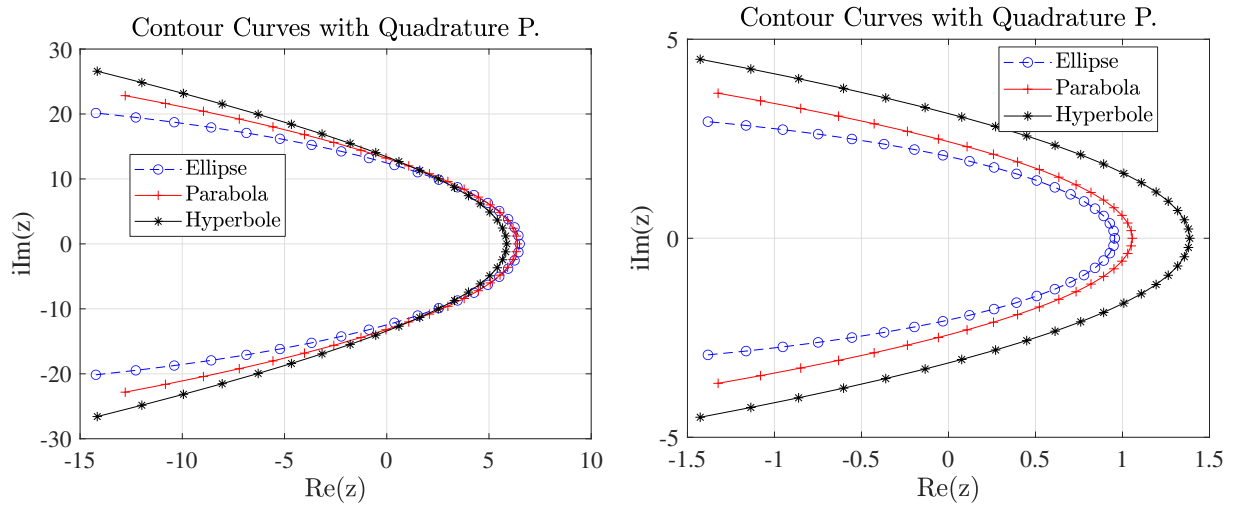 Contour Curves with Quadrature P.
30
20
10
0
-10
-20
-30
-15
-10
-5
0
5
10
iIm(z)
Re(z)
Ellipse
Parabola
Hyperbole
Contour Curves with Quadrature P.
5
0
-5
-1.5
-1
-0.5
0
0.5
1
1.5
iIm(z)
Re(z)
Ellipse
Parabola
Hyperbole